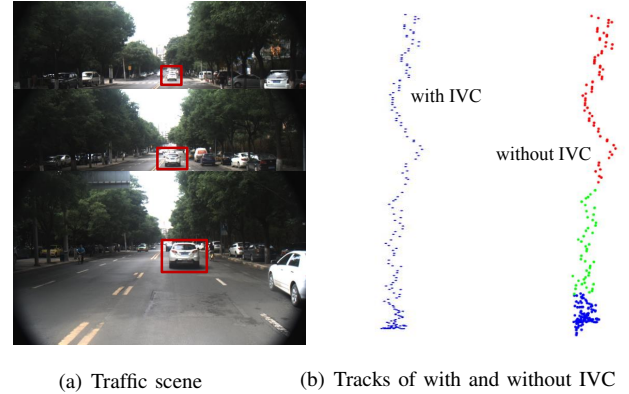 with IVC
without IVC
(a) Traffic scene
(b) Tracks of with and without IVC